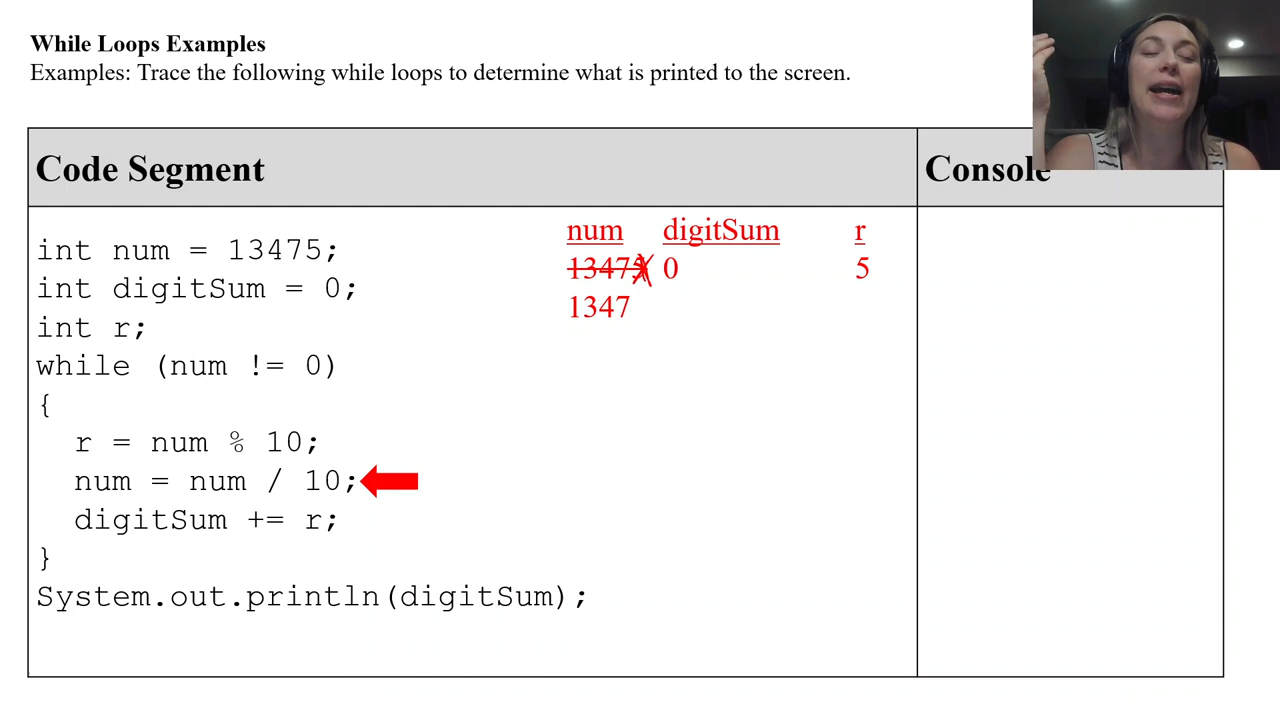 While Loops Examples
Examples: Trace the following while loops to determine what is printed to the screen.
Code Segment
Console
int num = 13475;
int digitSum = 0;
int r;
while (num != 0)
{
  r = num % 10;
  num = num / 10;
  digitSum += r;
}
System.out.println(digitSum);
num digitSum r
13475 0 5
1347